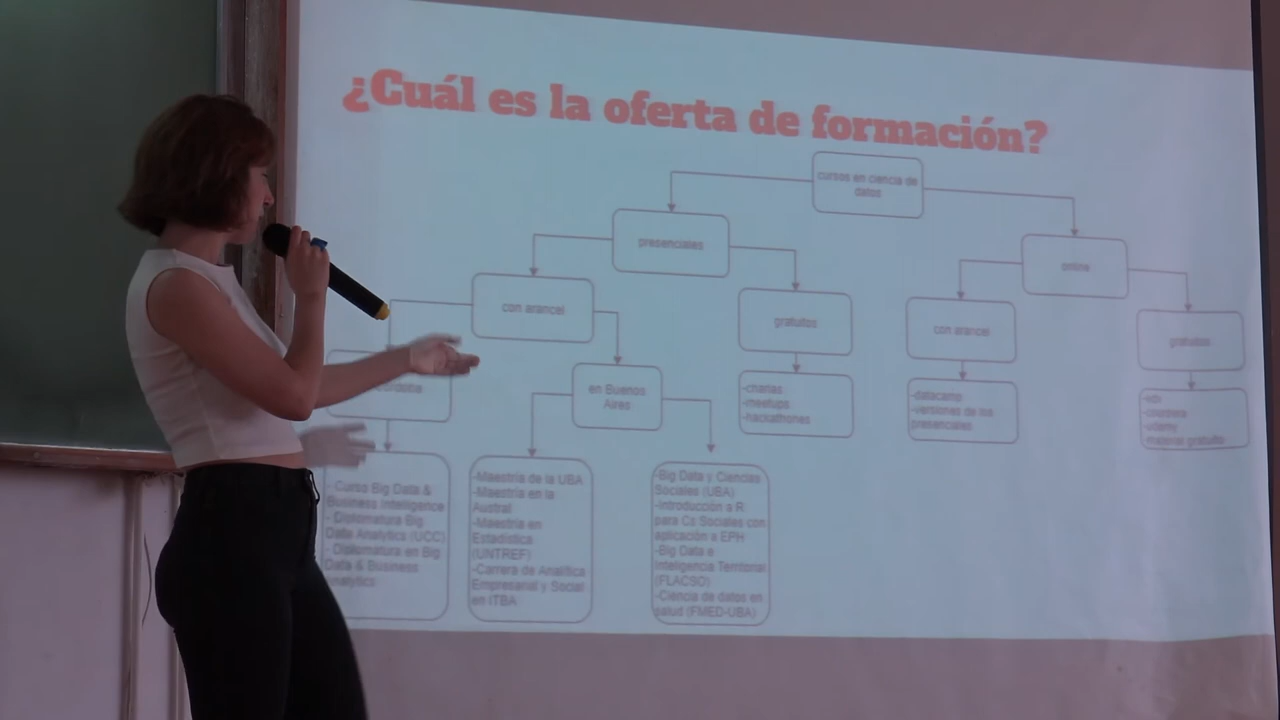 ¿Cuál es la oferta de formación?
cursos en ciencia de
datos
presenciales
online
con arancel
gratuitos
con arancel
gratuitos
en Buenos
Aires
-charlas
-meetups
-hackathones
-datacamp
-versiones de los
presenciales
-edx
-coursera
-udemy
-material gratuito
- Curso Big Data &
Business Intelligence
- Diplomatura Big
Data Analytics (UCC)
- Diplomatura en Big
Data & Business
Analytics
-Maestría de la UBA
-Maestría en la
Austral
-Maestría en
Estadística
(UNTREF)
-Carrera de Analítica
Empresarial y Social
en ITBA
-Big Data y Ciencias
Sociales (UBA)
-Introducción a R
para Cs Sociales con
aplicación a EPH
-Big Data e
Inteligencia Territorial
(FLACSO)
-Ciencia de datos en
salud (FMED-UBA)